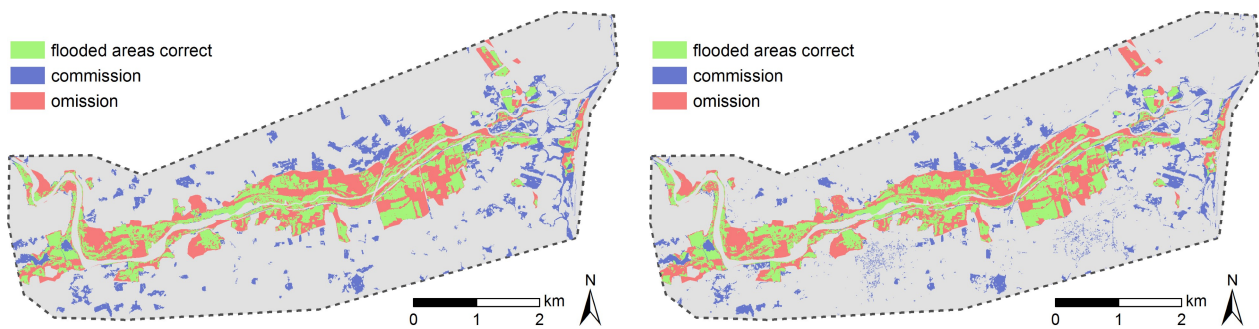 flooded areas correct
commission
omission
N
km
0 1 2
flooded areas correct
commission
omission
N
km
0 1 2